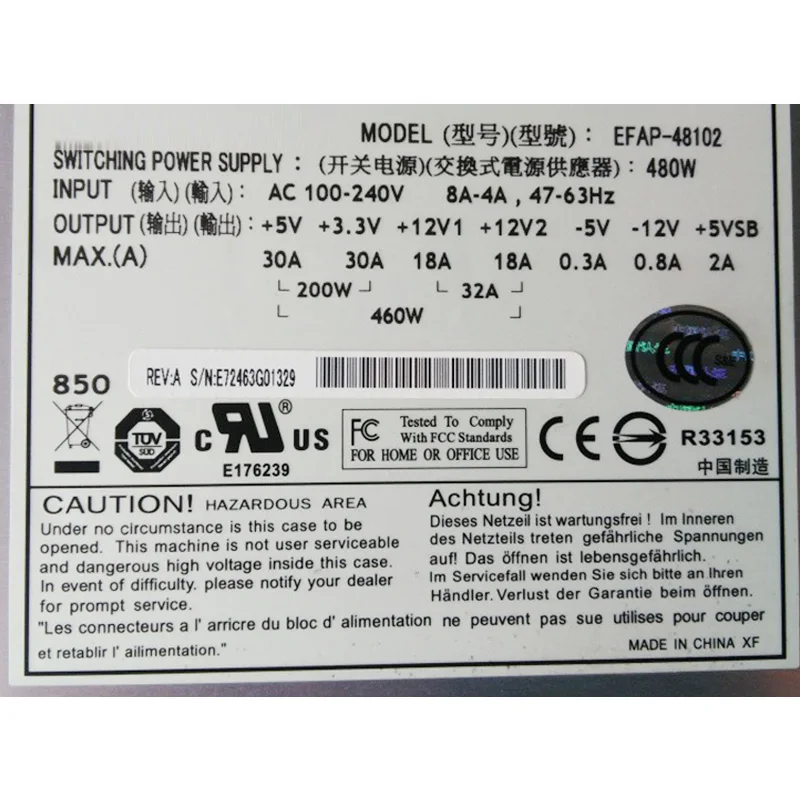 MODEL (型号)(型號)： EFAP-48102
SWITCHING POWER SUPPLY : (开关电源)(交換式電源供應器)： 480W
INPUT (输入)(輸入)： AC 100-240V 8A-4A , 47-63Hz
OUTPUT (输出)(輸出)： +5V +3.3V +12V1 +12V2 -5V -12V +5VSB
MAX.(A) 30A 30A 18A 18A 0.3A 0.8A 2A
200W 32A
460W
CCC S&E
850
REV:A S/N:E72463G01329
TÜV SÜD
c RU ® US
E176239
FC Tested To Comply
With FCC Standards
FOR HOME OR OFFICE USE
CE
R33153
中国制造
CAUTION! HAZARDOUS AREA
Under no circumstance is this case to be
opened. This machine is not user serviceable
and dangerous high voltage inside this case.
In event of difficulty. please notify your dealer
for prompt service.
Achtung!
Dieses Netzeil ist wartungsfrei ! Im Inneren
des Netzteils treten gefährliche Spannungen
auf! Das öffnen ist lebensgefährlich.
Im Servicefall wenden Sie sich bitte an Ihren
Händler. Verlust der Garantie beim öffnen.
"Les connecteurs a l' arricre du bloc d' alimentation ne peuvent pas sue utilises pour couper
et retablir l' ailimentation."
MADE IN CHINA XF